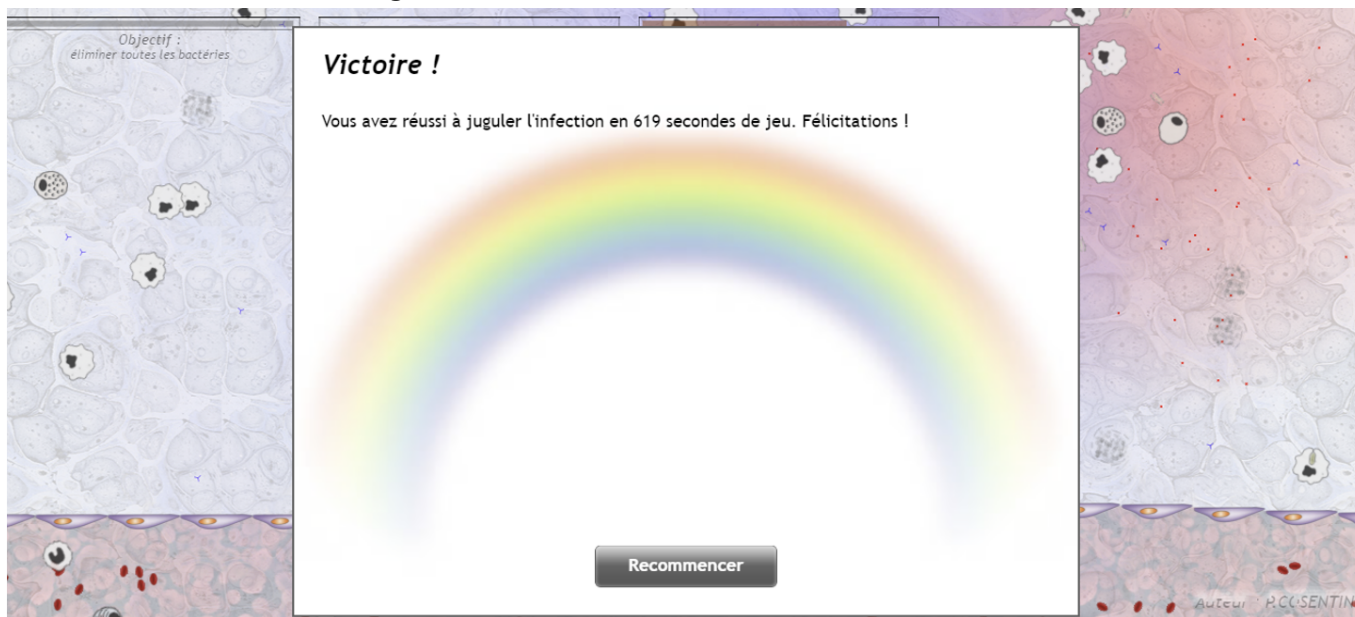 Objectif :
éliminer toutes les bactéries
Victoire !
Vous avez réussi à juguler l'infection en 619 secondes de jeu. Félicitations !
Recommencer
Auteur P.COSENTIN